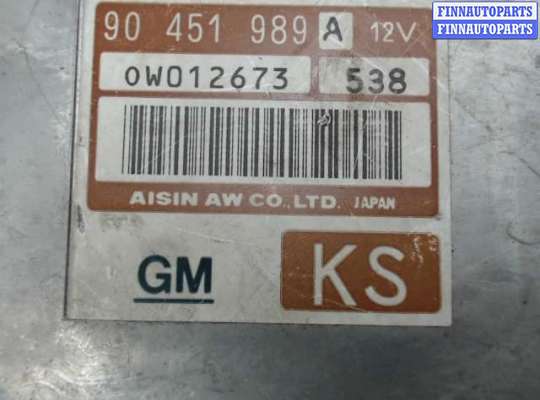 FINNAUTOPARTS
FINNAUTOPARTS
90 451 989 A 12V
0W012673 538
AISIN AW CO.,LTD. JAPAN
GM KS